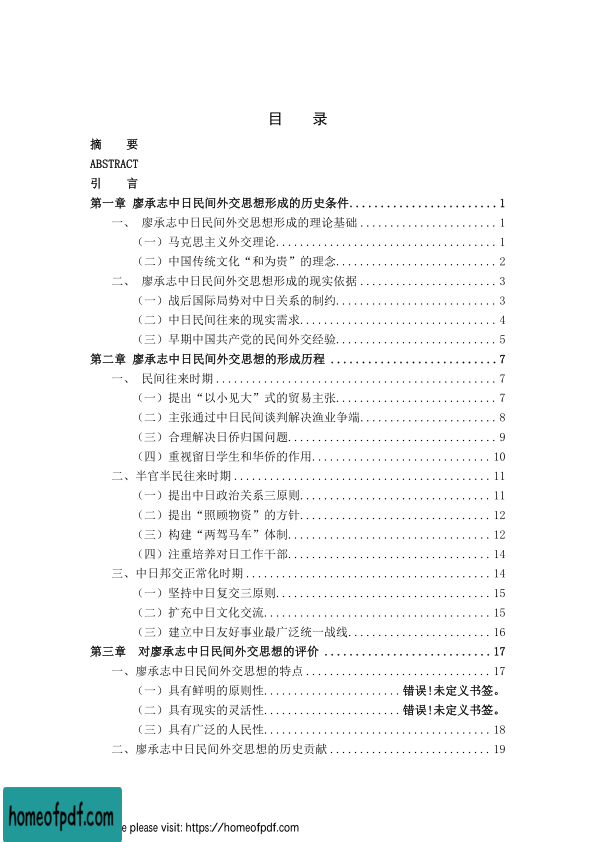 目　　录
摘　　要
ABSTRACT
引　　言
第一章 廖承志中日民间外交思想形成的历史条件........................1
一、 廖承志中日民间外交思想形成的理论基础.......................1
（一）马克思主义外交理论.....................................1
（二）中国传统文化“和为贵”的理念...........................2
二、 廖承志中日民间外交思想形成的现实依据.......................3
（一）战后国际局势对中日关系的制约...........................3
（二）中日民间往来的现实需求.................................4
（三）早期中国共产党的民间外交经验...........................5
第二章 廖承志中日民间外交思想的形成历程 ...........................7
一、 民间往来时期...............................................7
（一）提出“以小见大”式的贸易主张...........................7
（二）主张通过中日民间谈判解决渔业争端.......................8
（三）合理解决日侨归国问题...................................9
（四）重视留日学生和华侨的作用..............................10
二、半官半民往来时期...........................................11
（一）提出中日政治关系三原则................................11
（二）提出“照顾物资”的方针................................12
（三）构建“两驾马车”体制..................................12
（四）注重培养对日工作干部..................................14
三、中日邦交正常化时期.........................................14
（一）坚持中日复交三原则....................................15
（二）扩充中日文化交流......................................15
（三）建立中日友好事业最广泛统一战线........................16
第三章　对廖承志中日民间外交思想的评价 ...........................17
一、廖承志中日民间外交思想的特点...............................17
（一）具有鲜明的原则性.......................错误!未定义书签。
（二）具有现实的灵活性.......................错误!未定义书签。
（三）具有广泛的人民性......................................18
二、廖承志中日民间外交思想的历史贡献...........................19
homeofpdf.com
e please visit: https://homeofpdf.com